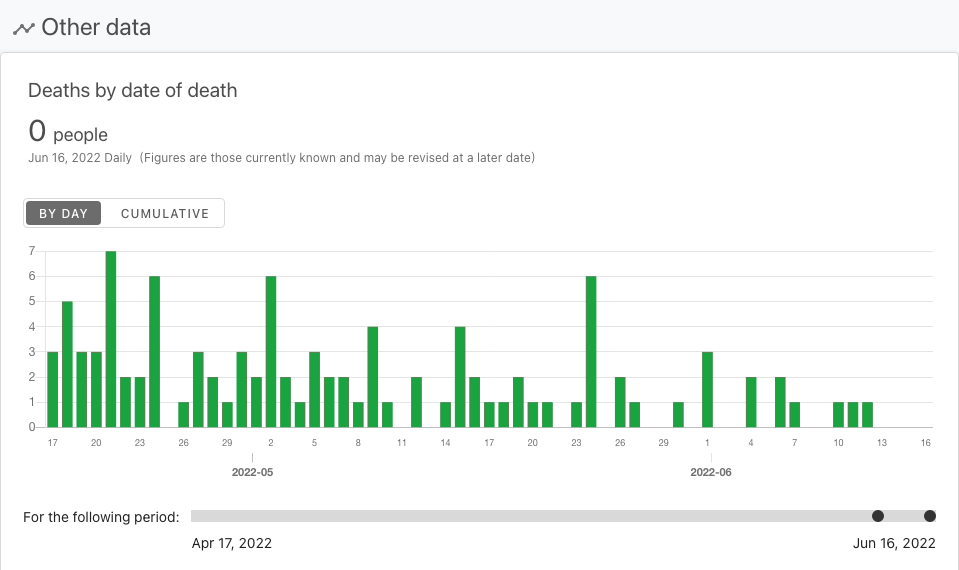 Other data
Deaths by date of death
0 people
Jun 16, 2022 Daily (Figures are those currently known and may be revised at a later date)
BY DAY CUMULATIVE
7
6
5
4
3
2
1
0
17 20 23 26 29 2 5 8 11 14 17 20 23 26 29 1 4 7 10 13 16
2022-05 2022-06
For the following period:
Apr 17, 2022 Jun 16, 2022